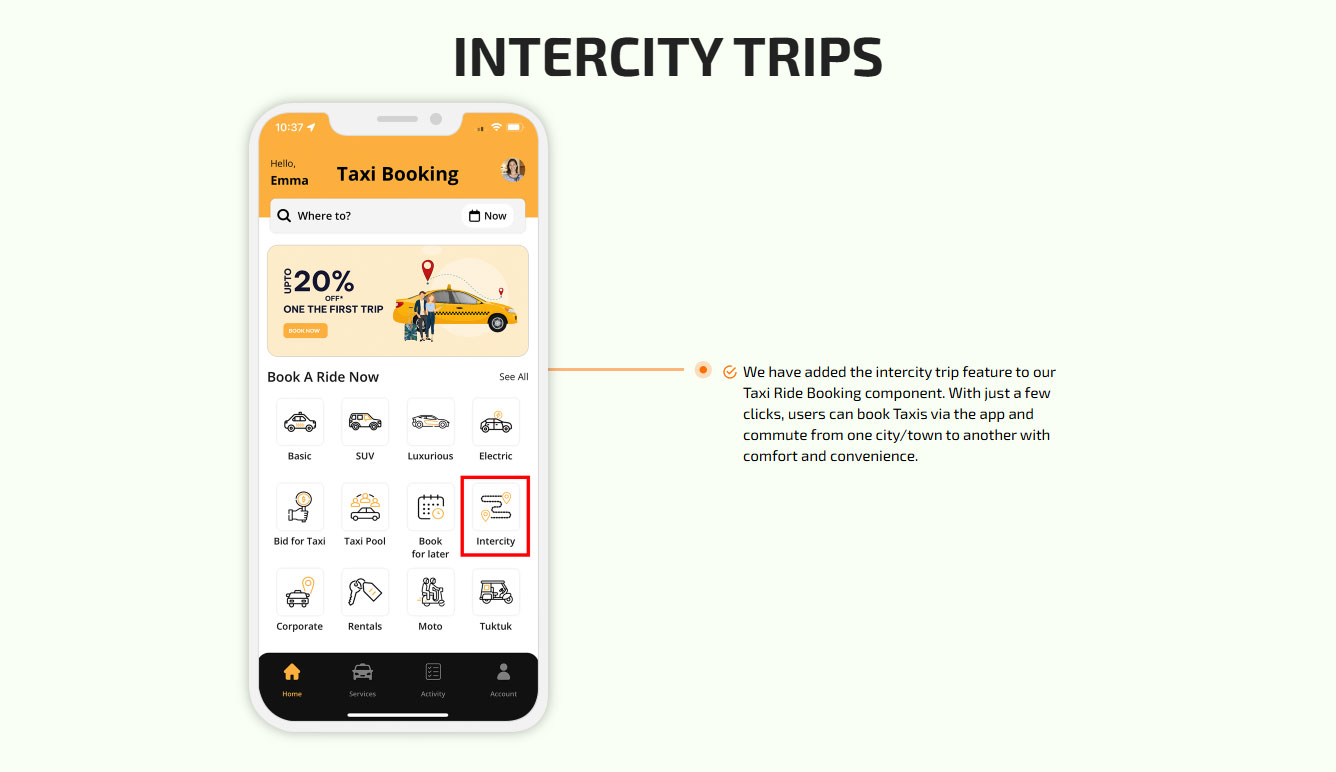 INTERCITY TRIPS
10:37
Hello,
Emma
Taxi Booking
Where to?
Now
UPTO
20%
OFF*
ONE THE FIRST TRIP
BOOK NOW
Book A Ride Now
See All
Basic
SUV
Luxurious
Electric
Bid for Taxi
Taxi Pool
Book
for later
Intercity
Corporate
Rentals
Moto
Tuktuk
Home
Services
Activity
Account
We have added the intercity trip feature to our
Taxi Ride Booking component. With just a few
clicks, users can book Taxis via the app and
commute from one city/town to another with
comfort and convenience.